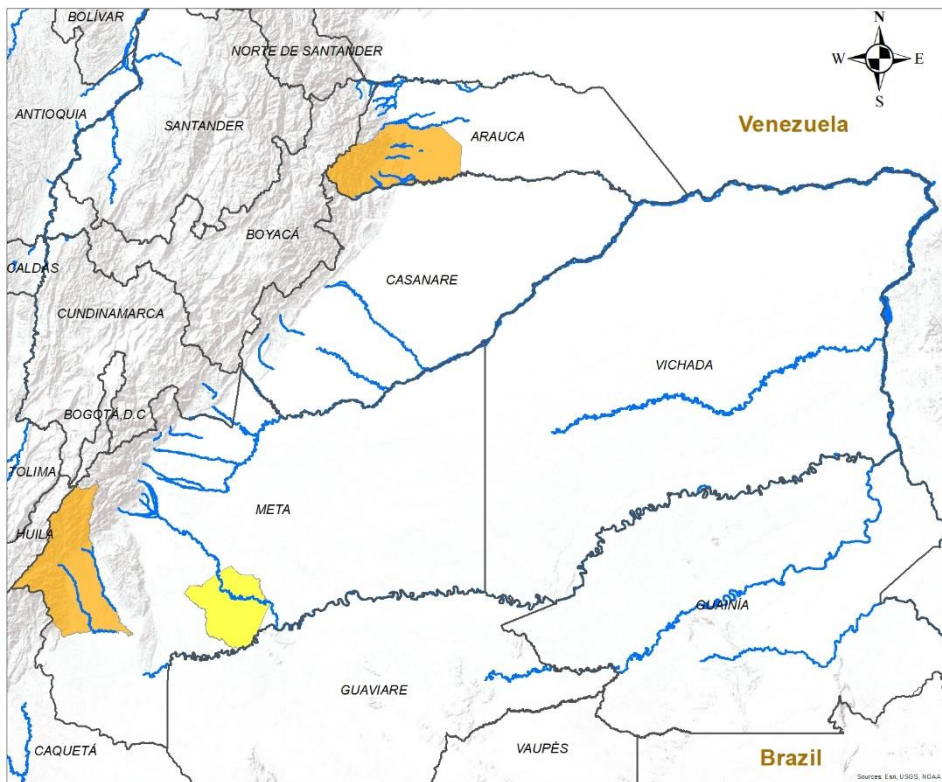 BOLÍVAR
N
NORTE DE SANTANDER
W
E
S
ANTIOQUIA
SANTANDER
Venezuela
ARAUCA
BOYACÁ
CALDAS
CASANARE
CUNDINAMARCA
VICHADA
BOGOTÁ,D.C
TOLIMA
META
HUILA
GUAINÍA
GUAVIARE
CAQUETÁ
VAUPÉS
Brazil
Sources: Esri, USGS, NOAA